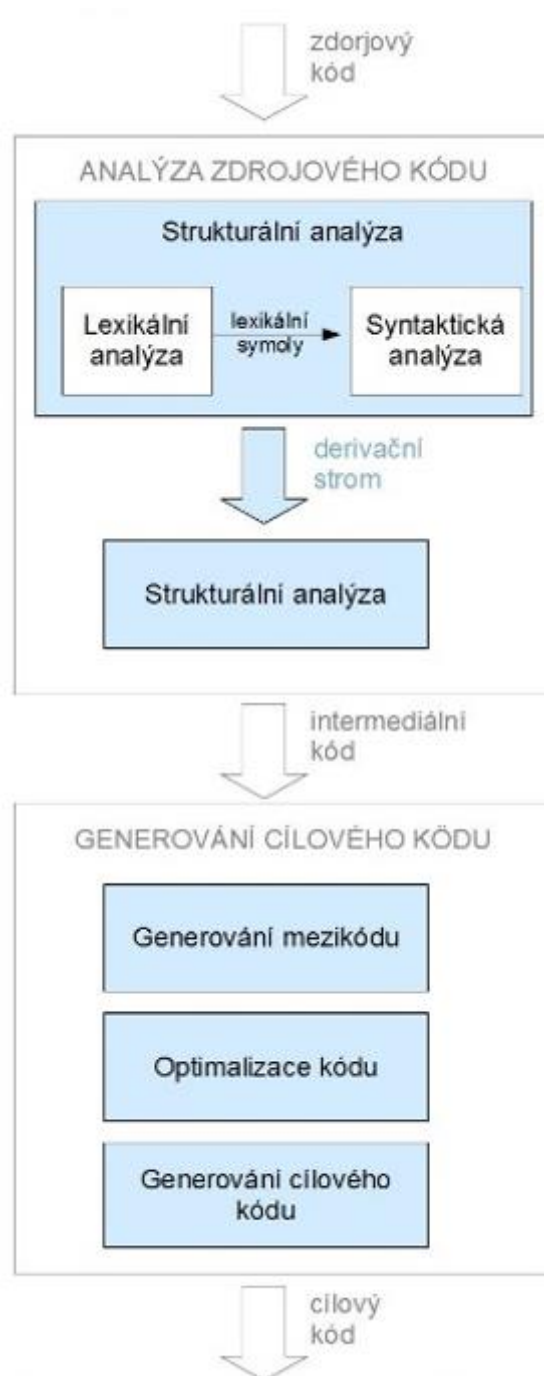 zdorjový
kód
ANALÝZA ZDROJOVÉHO KÓDU
Strukturální analýza
Lexikální
analýza
lexikální
symoly
Syntaktická
analýza
derivační
strom
Strukturální analýza
intermediální
kód
GENEROVÁNÍ CÍLOVÉHO KÖDU
Generování mezikódu
Optimalizace kódu
Generování cílového
kódu
cílový
kód